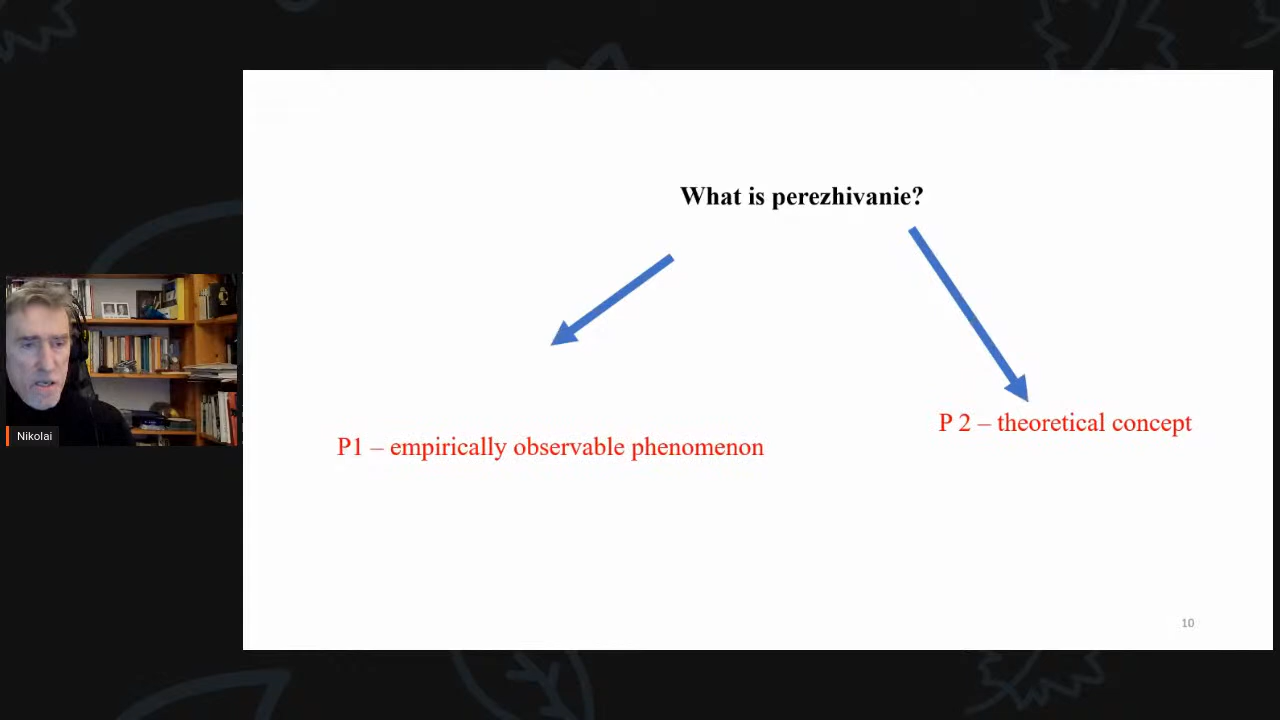 What is perezhivanie?
P1 – empirically observable phenomenon
P 2 – theoretical concept
Nikolai
10